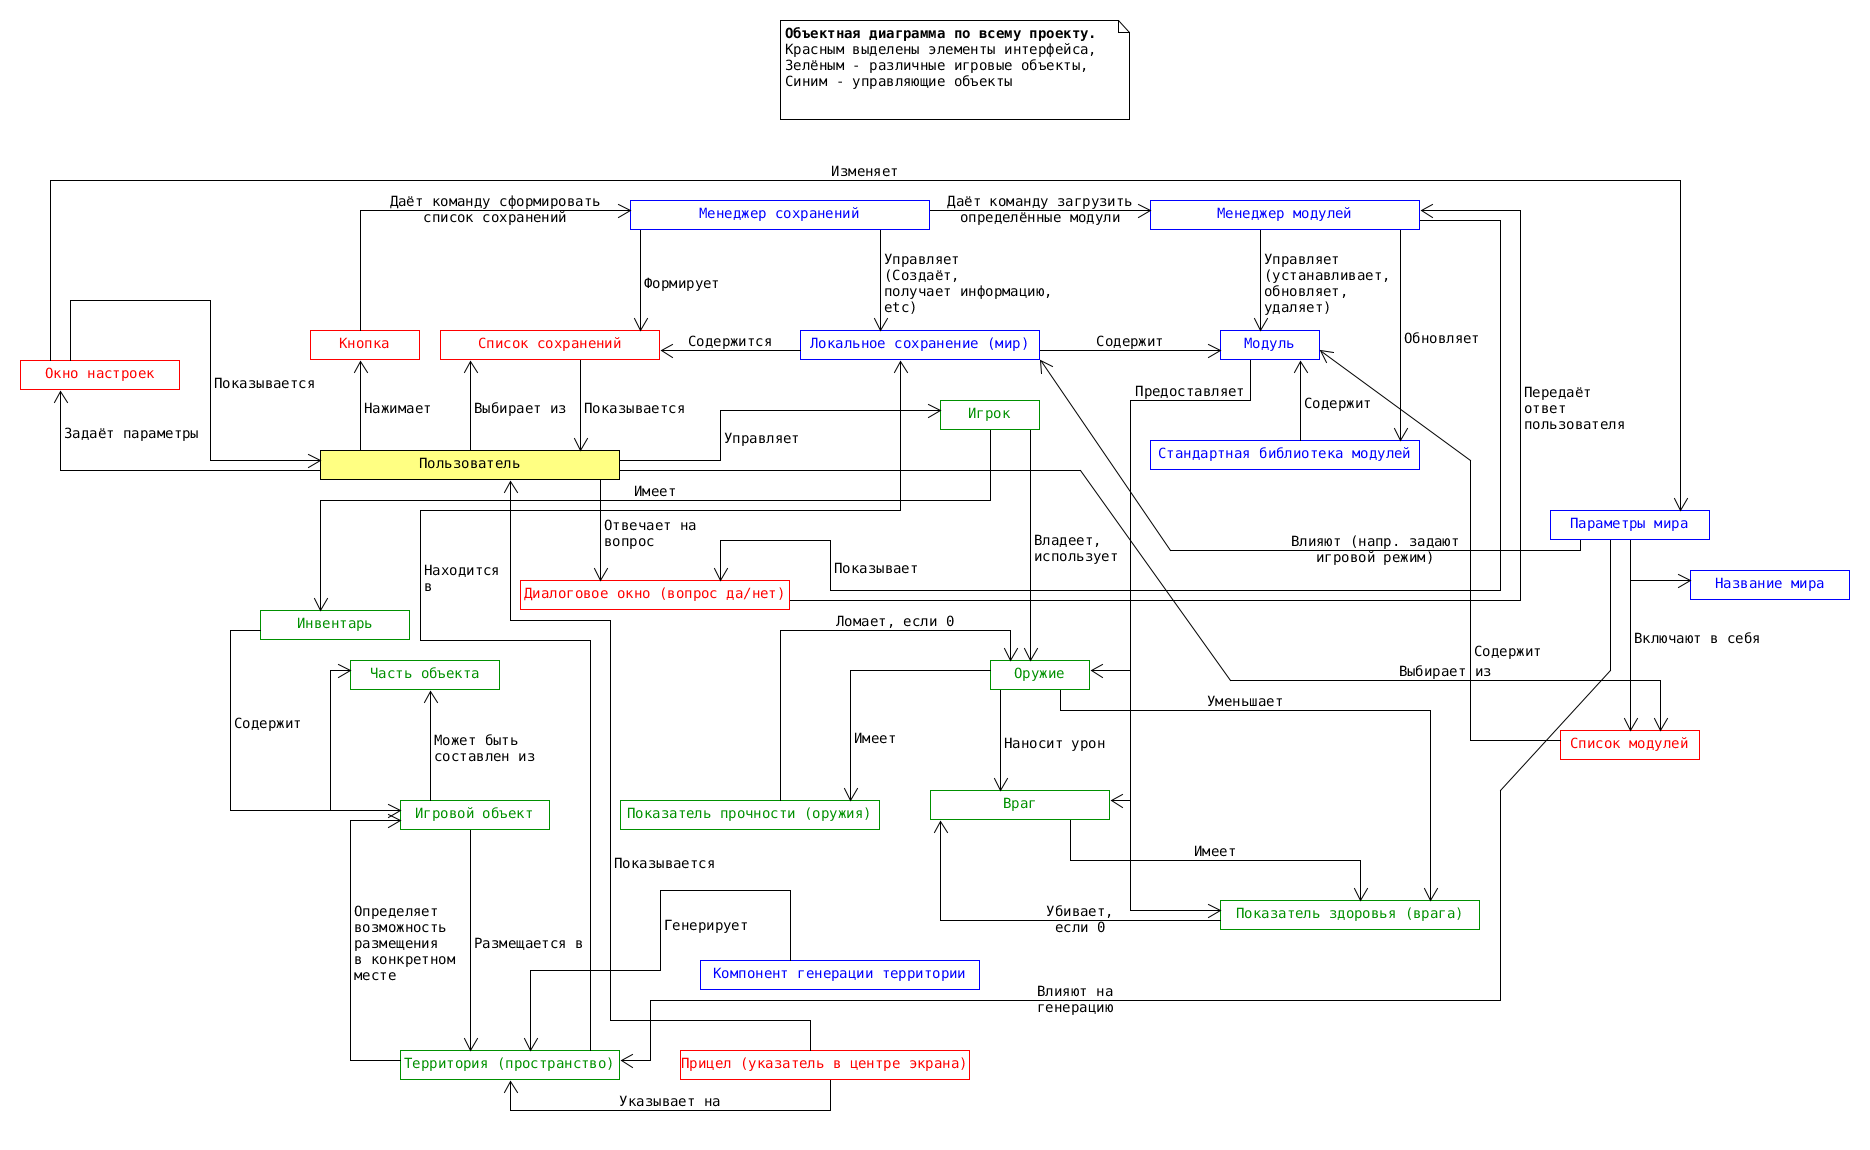 Объектная диаграмма по всему проекту.
Красным выделены элементы интерфейса,
Зелёным - различные игровые объекты,
Синим - управляющие объекты
Изменяет
Даёт команду сформировать
список сохранений
Менеджер сохранений
Даёт команду загрузить
определённые модули
Менеджер модулей
Формирует
Управляет
(Создаёт,
получает информацию,
etc)
Управляет
(устанавливает,
обновляет,
удаляет)
Обновляет
Окно настроек
Показывается
Кнопка
Список сохранений
Содержится
Локальное сохранение (мир)
Содержит
Модуль
Предоставляет
Содержит
Передаёт
ответ
пользователя
Задаёт параметры
Нажимает
Выбирает из
Показывается
Управляет
Игрок
Пользователь
Стандартная библиотека модулей
Имеет
Отвечает на
вопрос
Владеет,
использует
Влияют (напр. задают
игровой режим)
Параметры мира
Находится
в
Показывает
Диалоговое окно (вопрос да/нет)
Название мира
Инвентарь
Ломает, если 0
Включают в себя
Содержит
Выбирает из
Часть объекта
Оружие
Уменьшает
Содержит
Может быть
составлен из
Имеет
Наносит урон
Список модулей
Игровой объект
Показатель прочности (оружия)
Враг
Показывается
Имеет
Определяет
возможность
размещения
в конкретном
месте
Размещается в
Генерирует
Убивает,
если 0
Показатель здоровья (врага)
Компонент генерации территории
Влияют на
генерацию
Территория (пространство)
Прицел (указатель в центре экрана)
Указывает на